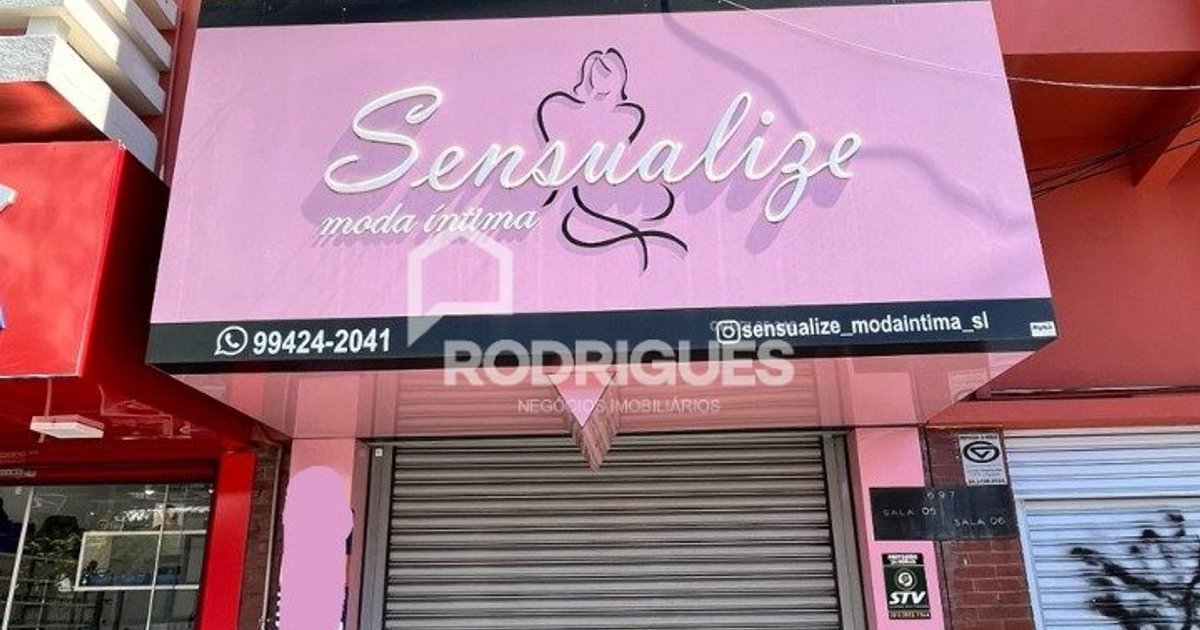 Sensualize
moda íntima
99424-2041
sensualize_modaintima_sl
RODRIGUES
NEGÓCIOS IMOBILIÁRIOS
697
SALA 05
SALA 06
STV